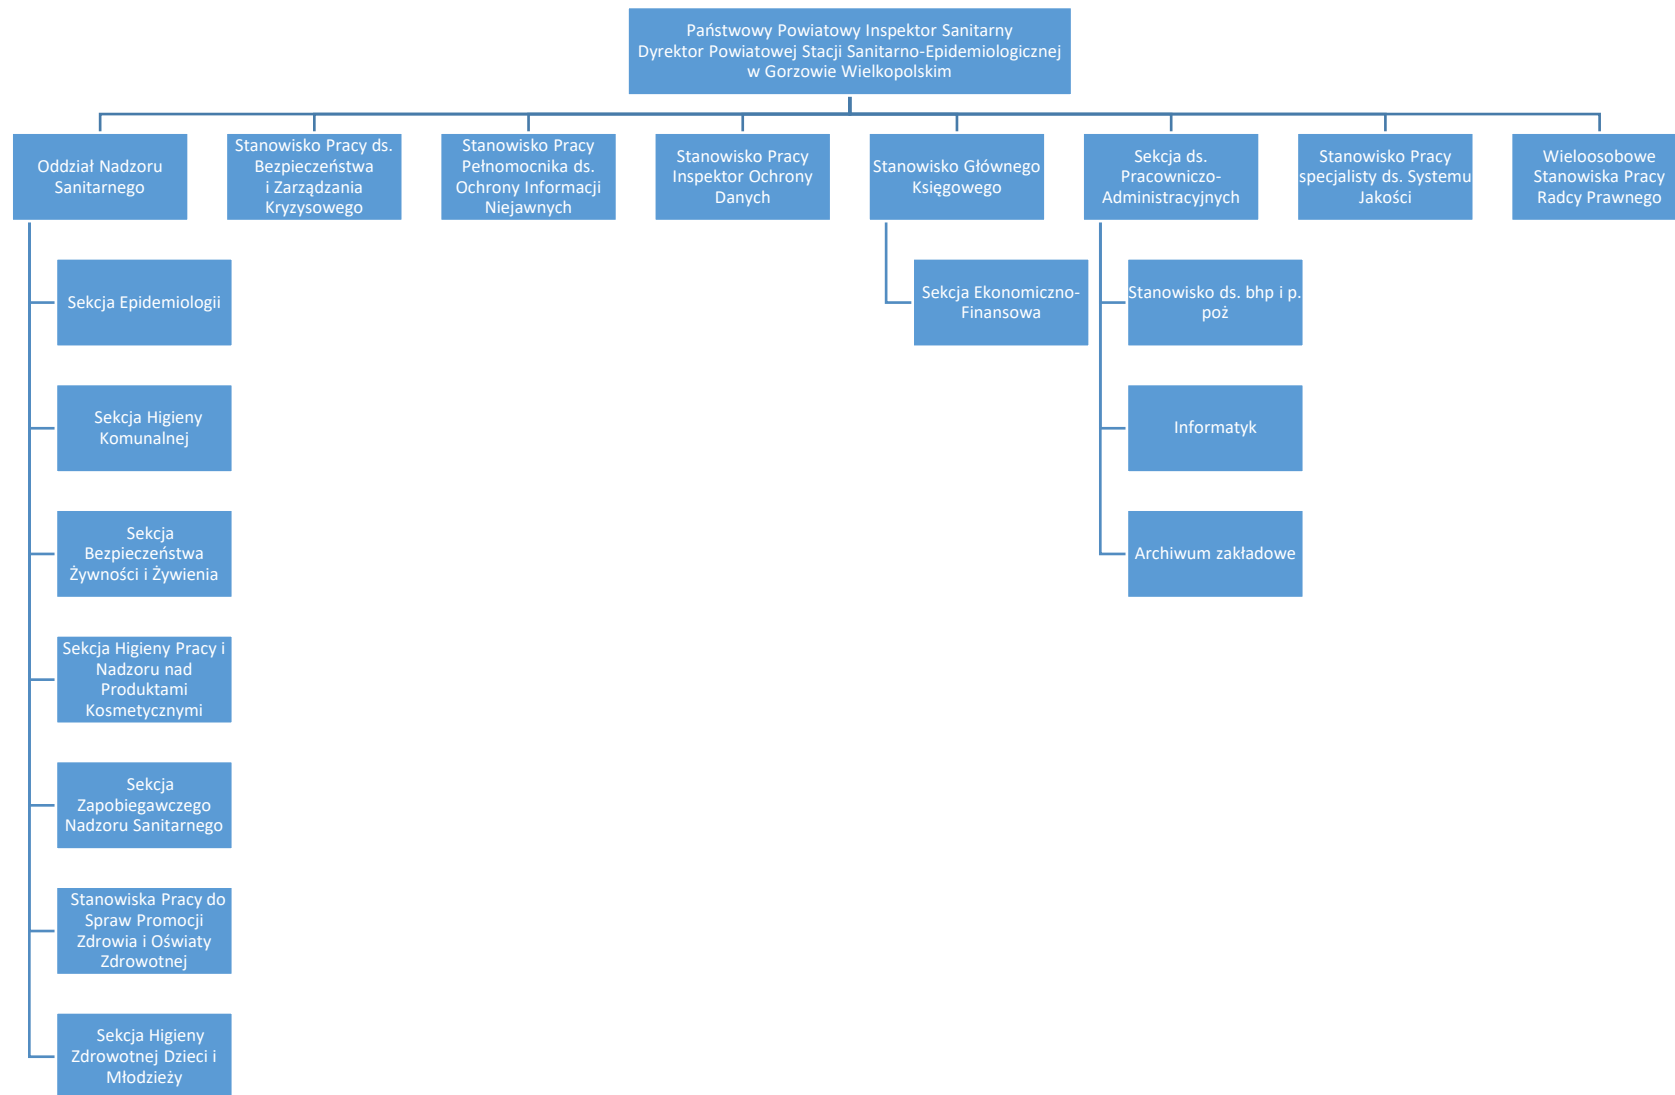 Państwowy Powiatowy Inspektor Sanitarny
Dyrektor Powiatowej Stacji Sanitarno-Epidemiologicznej
w Gorzowie Wielkopolskim
Oddział Nadzoru
Sanitarnego
Stanowisko Pracy ds.
Bezpieczeństwa
i Zarządzania
Kryzysowego
Stanowisko Pracy
Pełnomocnika ds.
Ochrony Informacji
Niejawnych
Stanowisko Pracy
Inspektor Ochrony
Danych
Stanowisko Głównego
Księgowego
Sekcja ds.
Pracowniczo-
Administracyjnych
Stanowisko Pracy
specjalisty ds. Systemu
Jakości
Wieloosobowe
Stanowiska Pracy
Radcy Prawnego
Sekcja Epidemiologii
Sekcja Higieny
Komunalnej
Sekcja
Bezpieczeństwa
Żywności i Żywienia
Sekcja Higieny Pracy i
Nadzoru nad
Produktami
Kosmetycznymi
Sekcja
Zapobiegawczego
Nadzoru Sanitarnego
Stanowiska Pracy do
Spraw Promocji
Zdrowia i Oświaty
Zdrowotnej
Sekcja Higieny
Zdrowotnej Dzieci i
Młodzieży
Sekcja Ekonomiczno-
Finansowa
Stanowisko ds. bhp i p.
poż
Informatyk
Archiwum zakładowe